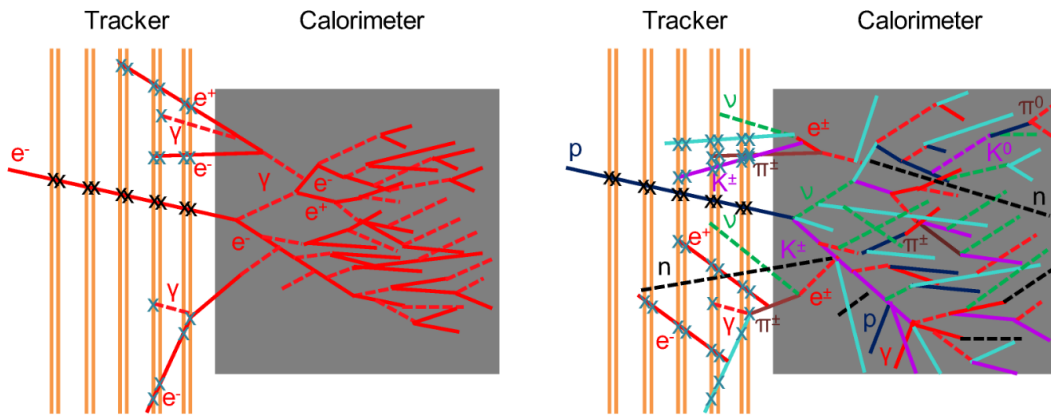 Tracker Calorimeter
e⁺
γ
e⁻
e⁻
γ
e⁻
e⁺
e⁻
γ
e⁻
Tracker Calorimeter
ν
e±
π⁰
p
π±
K⁰
K±
ν
n
ν
e⁺
K±
π±
n
e±
γ
π±
p
e⁻
γ